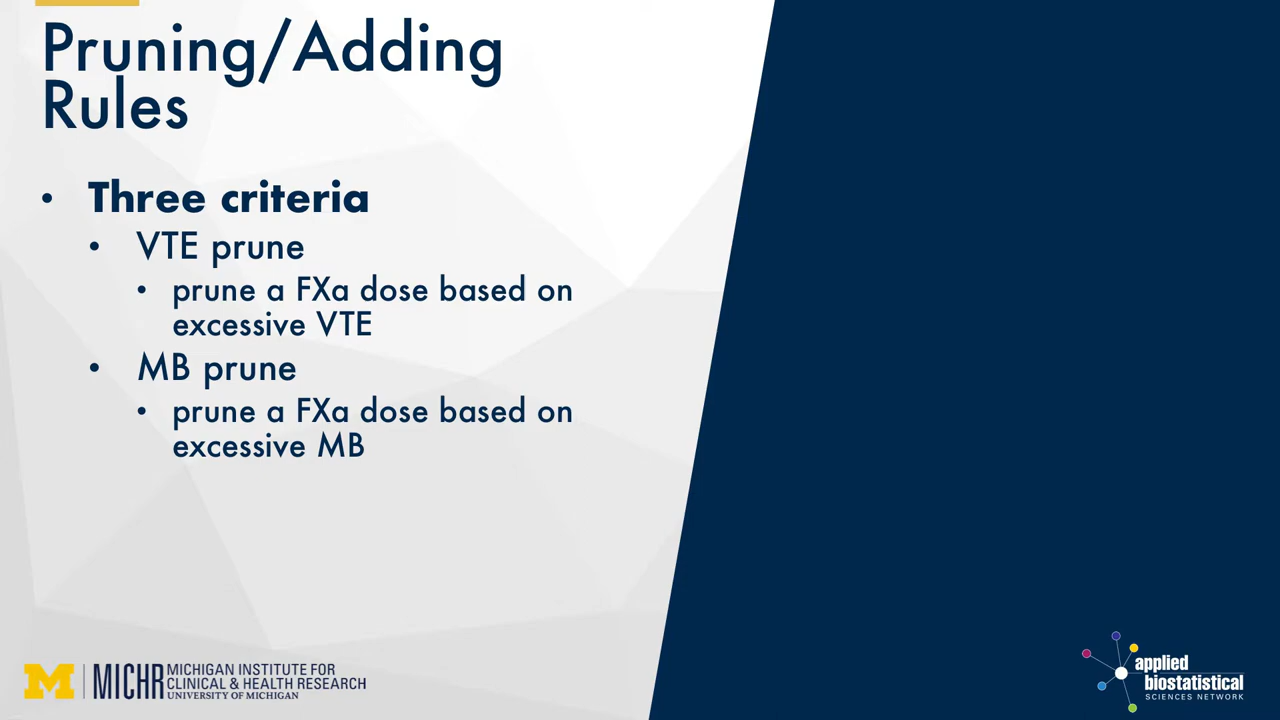 Pruning/Adding
Rules
• Three criteria
• VTE prune
• prune a FXa dose based on
excessive VTE
• MB prune
• prune a FXa dose based on
excessive MB
M | MICHR MICHIGAN INSTITUTE FOR
CLINICAL & HEALTH RESEARCH
UNIVERSITY OF MICHIGAN
applied
biostatistical
SCIENCES NETWORK